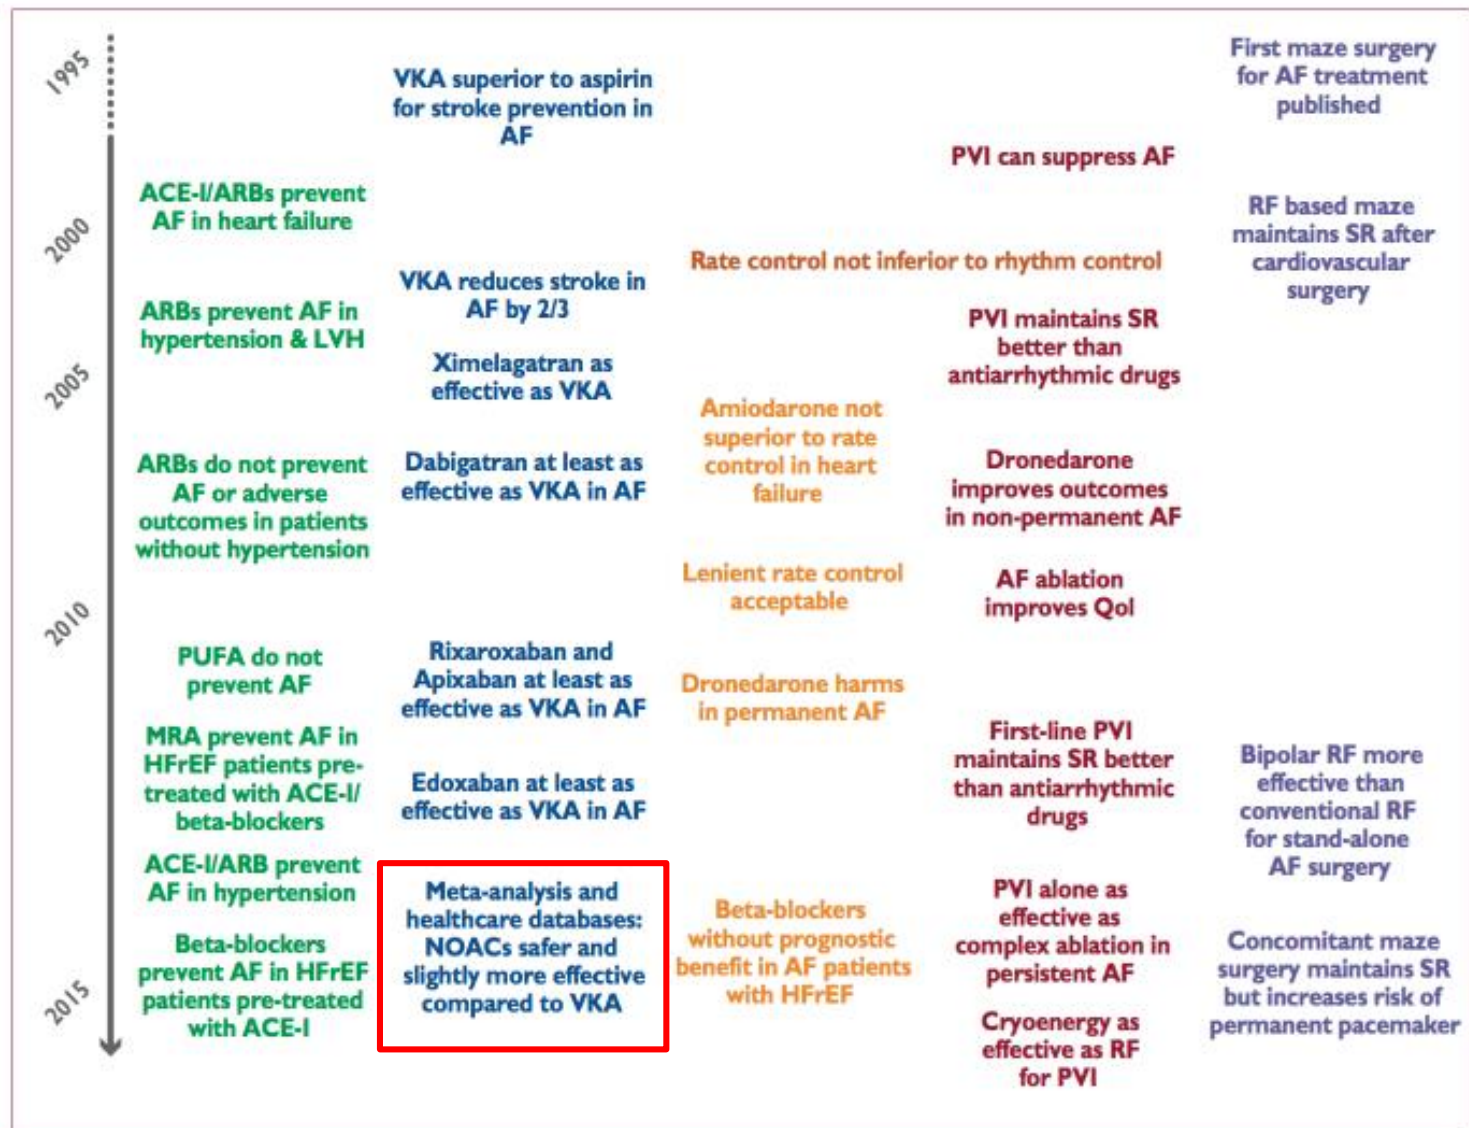 1995
2000
2005
2010
2015
ACE-I/ARBs prevent
AF in heart failure
ARBs prevent AF in
hypertension & LVH
ARBs do not prevent
AF or adverse
outcomes in patients
without hypertension
PUFA do not
prevent AF
MRA prevent AF in
HFrEF patients pre-
treated with ACE-I/
beta-blockers
ACE-I/ARB prevent
AF in hypertension
Beta-blockers
prevent AF in HFrEF
patients pre-treated
with ACE-I
VKA superior to aspirin
for stroke prevention in
AF
VKA reduces stroke in
AF by 2/3
Ximelagatran as
effective as VKA
Dabigatran at least as
effective as VKA in AF
Rixaroxaban and
Apixaban at least as
effective as VKA in AF
Edoxaban at least as
effective as VKA in AF
Meta-analysis and
healthcare databases:
NOACs safer and
slightly more effective
compared to VKA
Rate control not inferior to rhythm control
Amiodarone not
superior to rate
control in heart
failure
Lenient rate control
acceptable
Dronedarone harms
in permanent AF
Beta-blockers
without prognostic
benefit in AF patients
with HFrEF
PVI can suppress AF
PVI maintains SR
better than
antiarrhythmic drugs
Dronedarone
improves outcomes
in non-permanent AF
AF ablation
improves Qol
First-line PVI
maintains SR better
than antiarrhythmic
drugs
PVI alone as
effective as
complex ablation in
persistent AF
Cryoenergy as
effective as RF
for PVI
First maze surgery
for AF treatment
published
RF based maze
maintains SR after
cardiovascular
surgery
Bipolar RF more
effective than
conventional RF
for stand-alone
AF surgery
Concomitant maze
surgery maintains SR
but increases risk of
permanent pacemaker